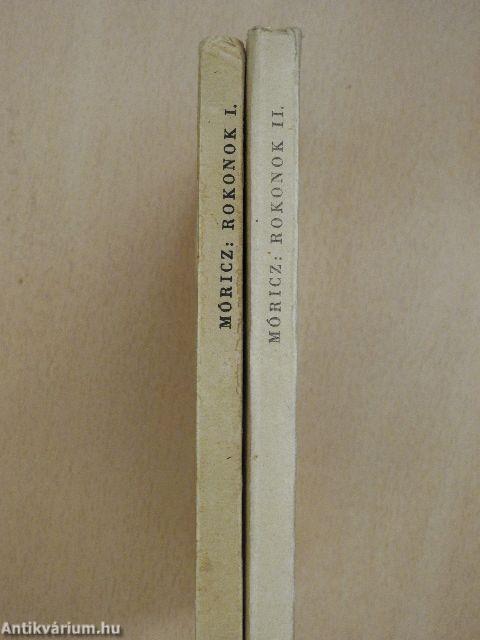 MÓRICZ: ROKONOK I.
MÓRICZ: ROKONOK II.
Antikvárium.hu